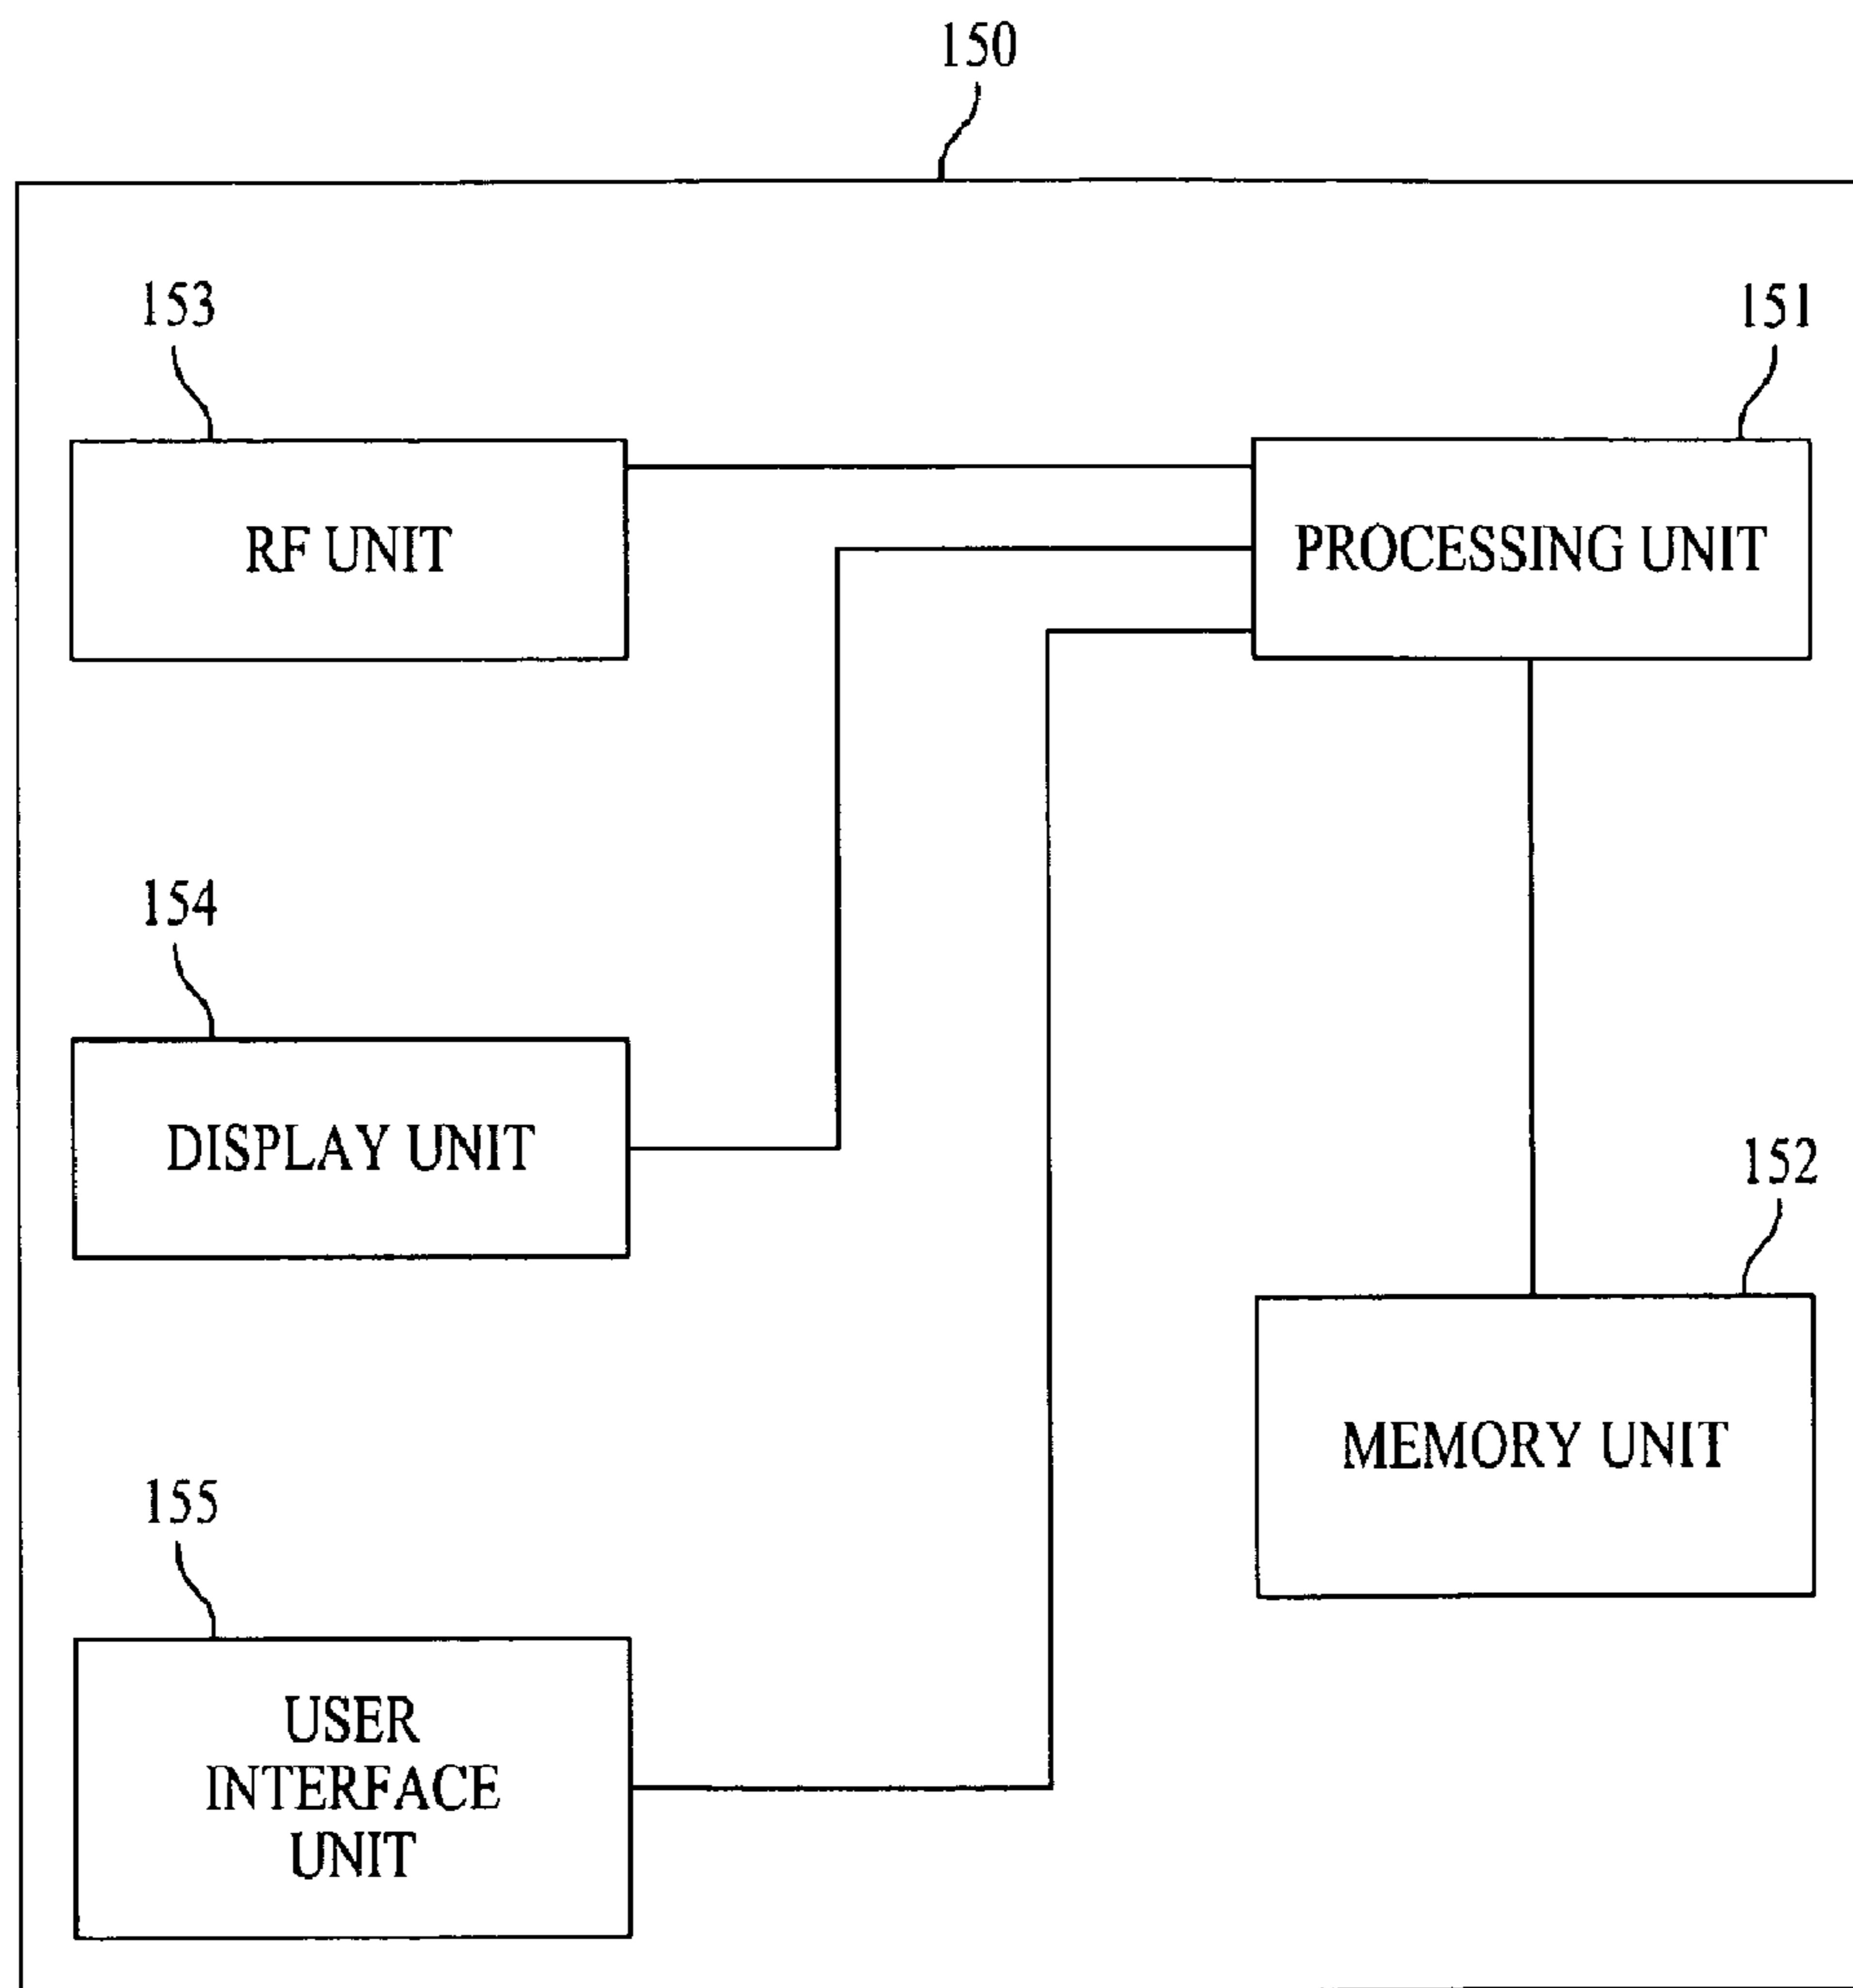 150
153
151
RF UNIT
PROCESSING UNIT
154
DISPLAY UNIT
152
MEMORY UNIT
155
USER
INTERFACE
UNIT